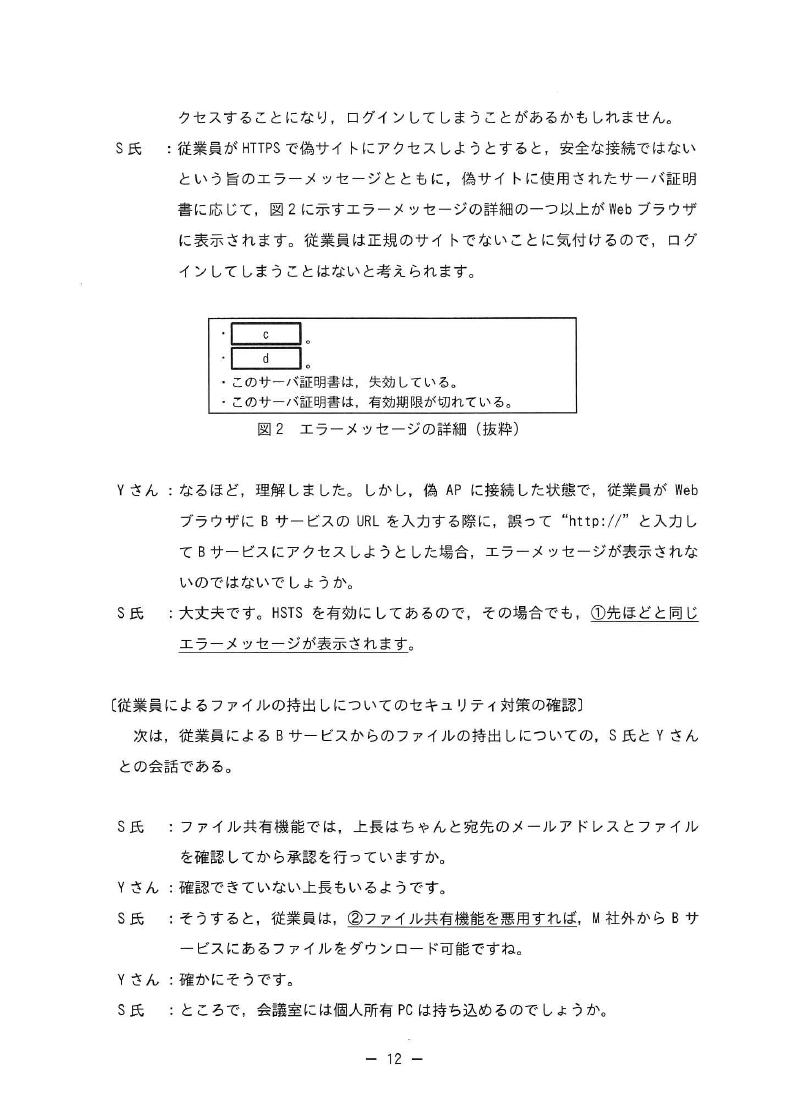 クセスすることになり，ログインしてしまうことがあるかもしれません。
S氏　：従業員がHTTPSで偽サイトにアクセスしようとすると，安全な接続ではない
という旨のエラーメッセージとともに，偽サイトに使用されたサーバ証明
書に応じて，図2に示すエラーメッセージの詳細の一つ以上がWebブラウザ
に表示されます。従業員は正規のサイトでないことに気付けるので，ログ
インしてしまうことはないと考えられます。
・ c 。
・ d 。
・このサーバ証明書は，失効している。
・このサーバ証明書は，有効期限が切れている。
図2　エラーメッセージの詳細（抜粋）
Yさん：なるほど，理解しました。しかし，偽 AP に接続した状態で，従業員が Web
ブラウザに B サービスの URL を入力する際に，誤って “http://” と入力し
て B サービスにアクセスしようとした場合，エラーメッセージが表示されな
いのではないでしょうか。
S氏　：大丈夫です。HSTS を有効にしてあるので，その場合でも，①先ほどと同じ
エラーメッセージが表示されます。
〔従業員によるファイルの持出しについてのセキュリティ対策の確認〕
次は，従業員による B サービスからのファイルの持出しについての，S 氏と Y さん
との会話である。
S氏　：ファイル共有機能では，上長はちゃんと宛先のメールアドレスとファイル
を確認してから承認を行っていますか。
Yさん：確認できていない上長もいるようです。
S氏　：そうすると，従業員は，②ファイル共有機能を悪用すれば，M 社外から B サ
ービスにあるファイルをダウンロード可能ですね。
Yさん：確かにそうです。
S氏　：ところで，会議室には個人所有 PC は持ち込めるのでしょうか。
－ 12 －